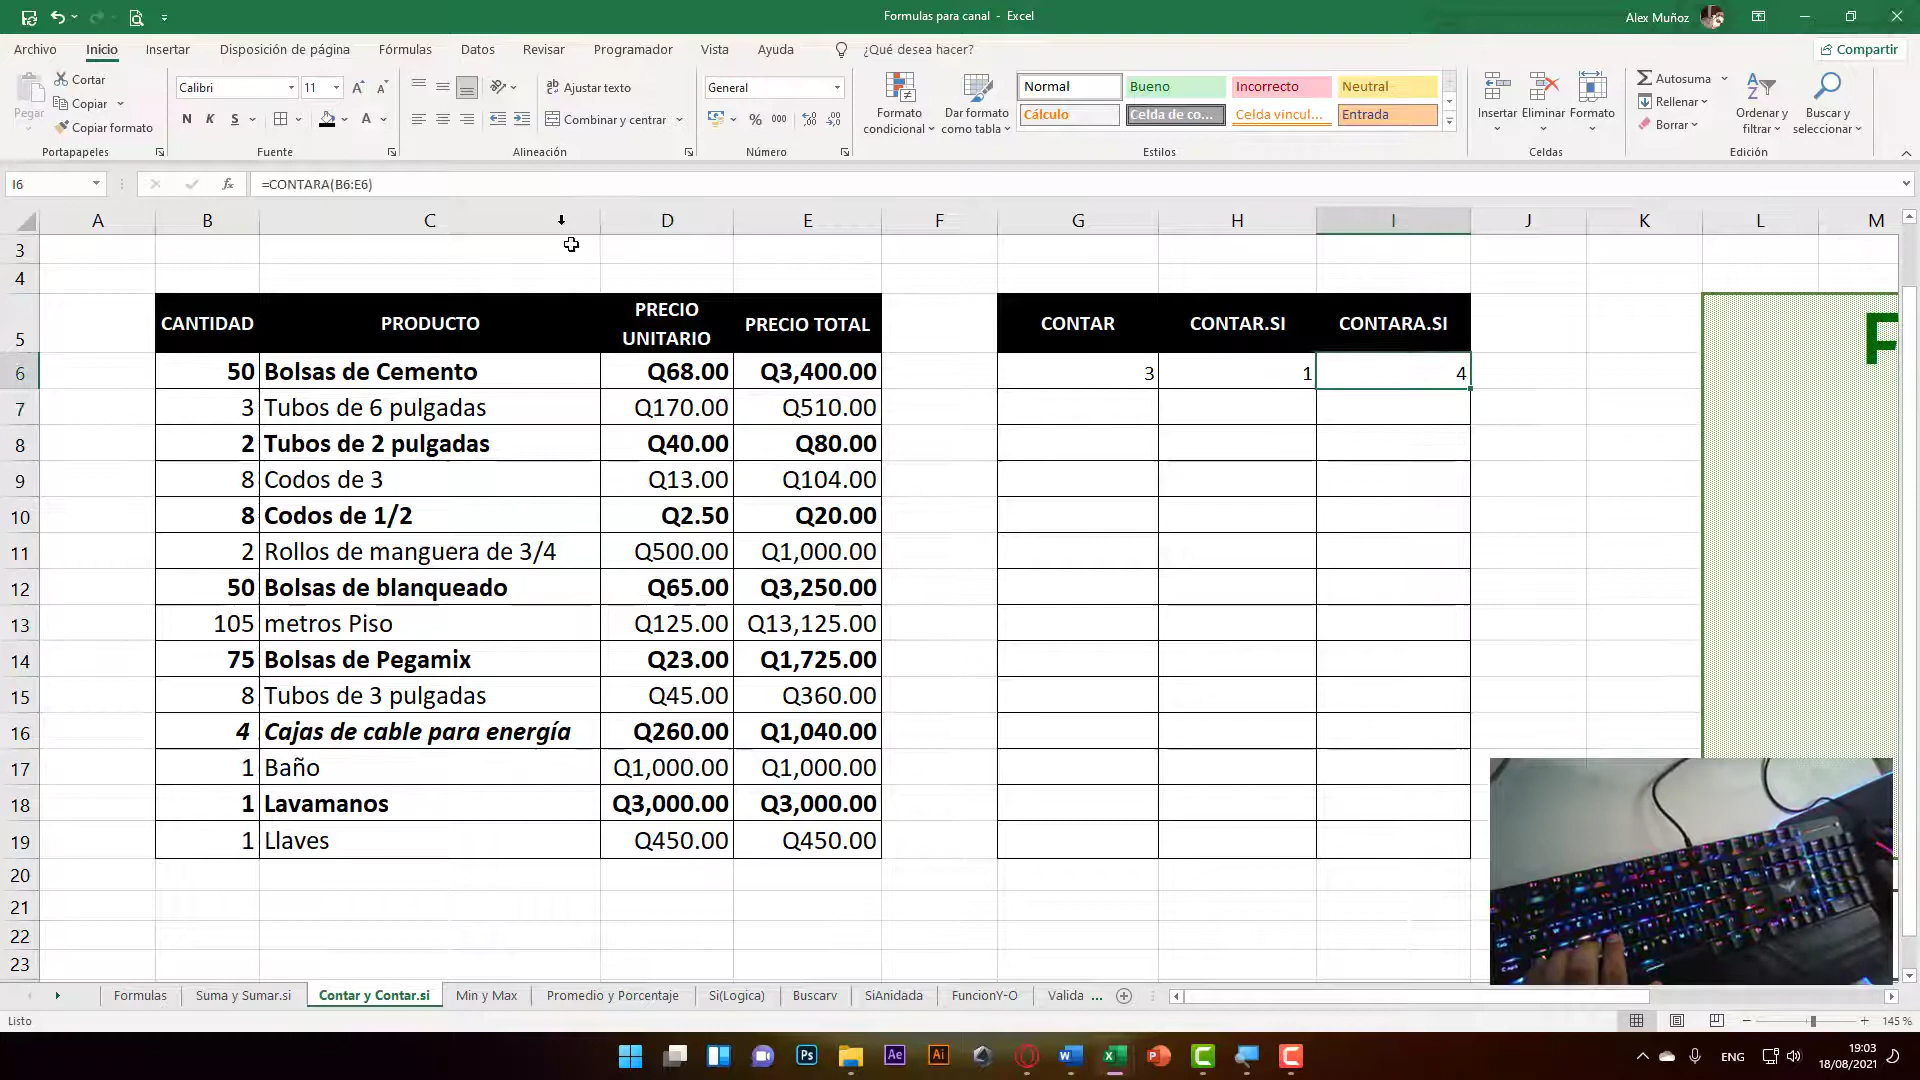 Formulas para canal - Excel
Alex Muñoz
Archivo Inicio Insertar Disposición de página Fórmulas Datos Revisar Programador Vista Ayuda ¿Qué desea hacer? Compartir
Pegar
Cortar
Copiar
Copiar formato
Portapapeles
Calibri 11
N K S
Fuente
Ajustar texto
Combinar y centrar
Alineación
General
% 000
Número
Formato condicional
Dar formato como tabla
Normal Bueno Incorrecto Neutral
Cálculo Celda de co... Celda vincul... Entrada
Estilos
Insertar Eliminar Formato
Celdas
Autosuma
Rellenar
Borrar
Ordenar y filtrar
Buscar y seleccionar
Edición
I6 fx =CONTARA(B6:E6)
A B C D E F G H I J K L M
3
4
5 CANTIDAD PRODUCTO PRECIO UNITARIO PRECIO TOTAL CONTAR CONTAR.SI CONTARA.SI F
6 50 Bolsas de Cemento Q68.00 Q3,400.00 3 1 4
7 3 Tubos de 6 pulgadas Q170.00 Q510.00
8 2 Tubos de 2 pulgadas Q40.00 Q80.00
9 8 Codos de 3 Q13.00 Q104.00
10 8 Codos de 1/2 Q2.50 Q20.00
11 2 Rollos de manguera de 3/4 Q500.00 Q1,000.00
12 50 Bolsas de blanqueado Q65.00 Q3,250.00
13 105 metros Piso Q125.00 Q13,125.00
14 75 Bolsas de Pegamix Q23.00 Q1,725.00
15 8 Tubos de 3 pulgadas Q45.00 Q360.00
16 4 Cajas de cable para energía Q260.00 Q1,040.00
17 1 Baño Q1,000.00 Q1,000.00
18 1 Lavamanos Q3,000.00 Q3,000.00
19 1 Llaves Q450.00 Q450.00
20
21
22
23
Formulas Suma y Sumar.si Contar y Contar.si Min y Max Promedio y Porcentaje Si(Logica) Buscarv SiAnidada FuncionY-O Valida ...
Listo
145 %
Ps Ae Ai
ENG
19:03
18/08/2021